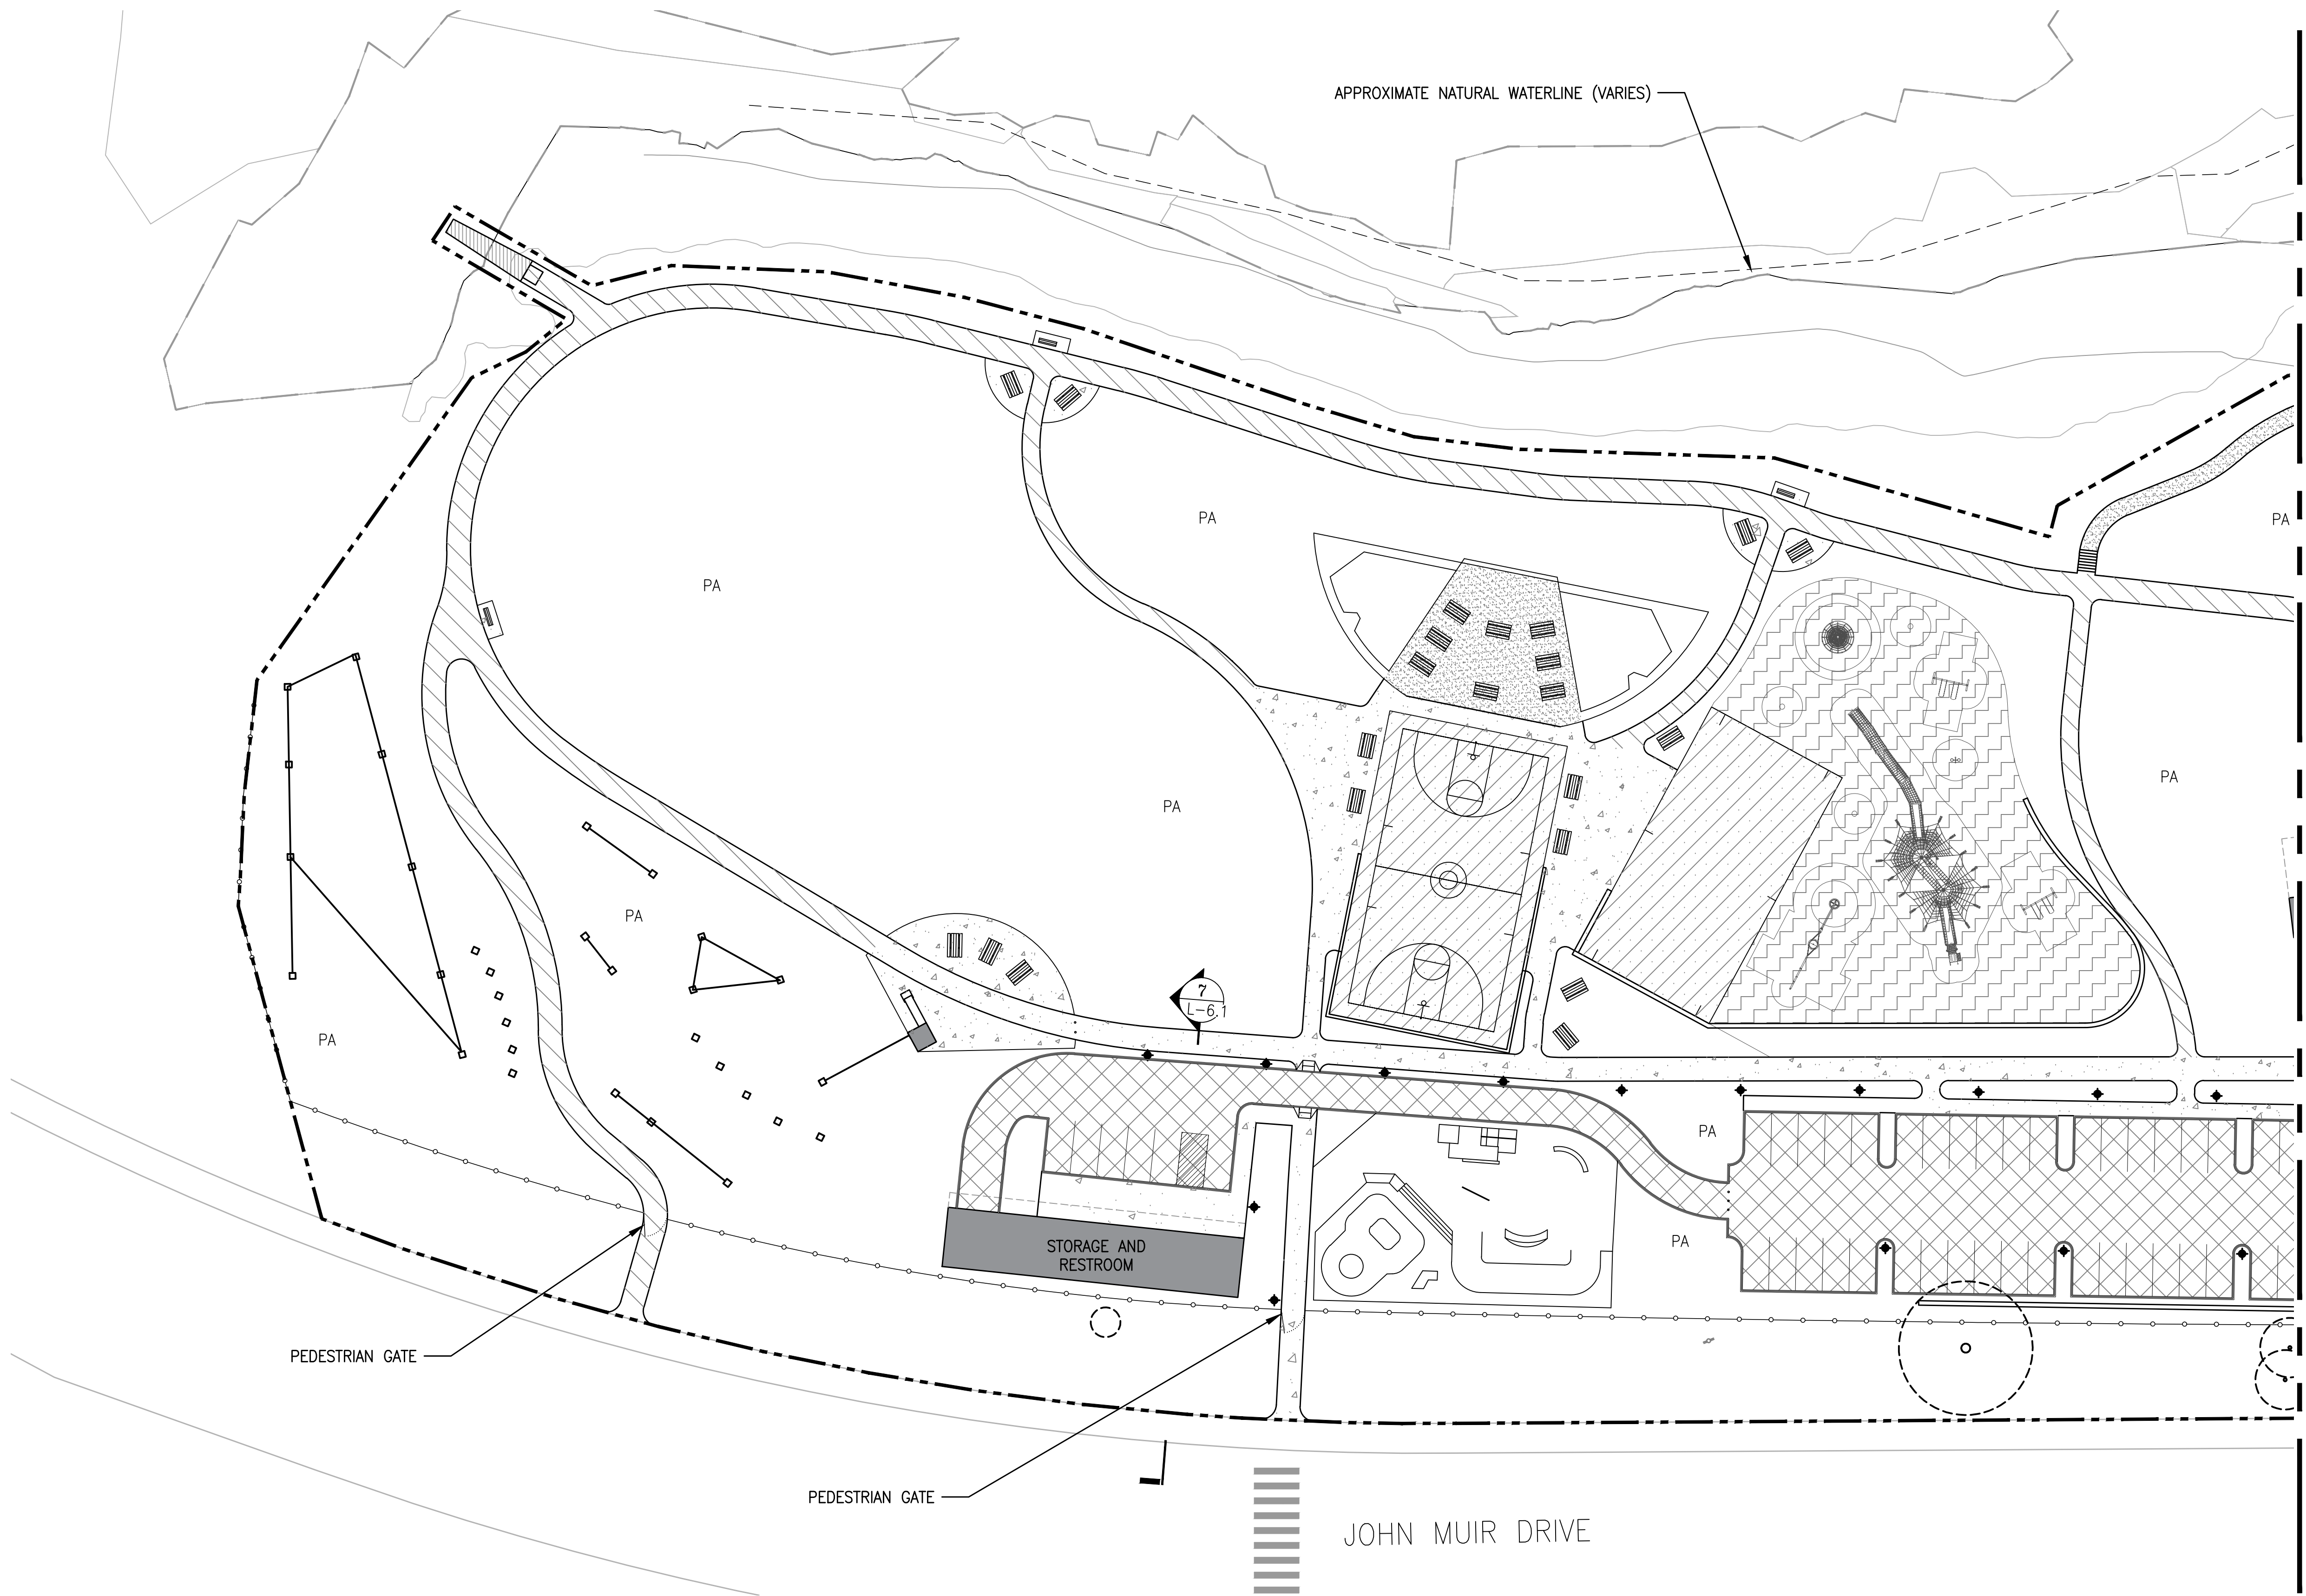 APPROXIMATE NATURAL WATERLINE (VARIES)
PA
PA
PA
PA
PA
PA
PA
7
L-6.1
PA
PA
STORAGE AND
RESTROOM
PA
PEDESTRIAN GATE
PEDESTRIAN GATE
JOHN MUIR DRIVE